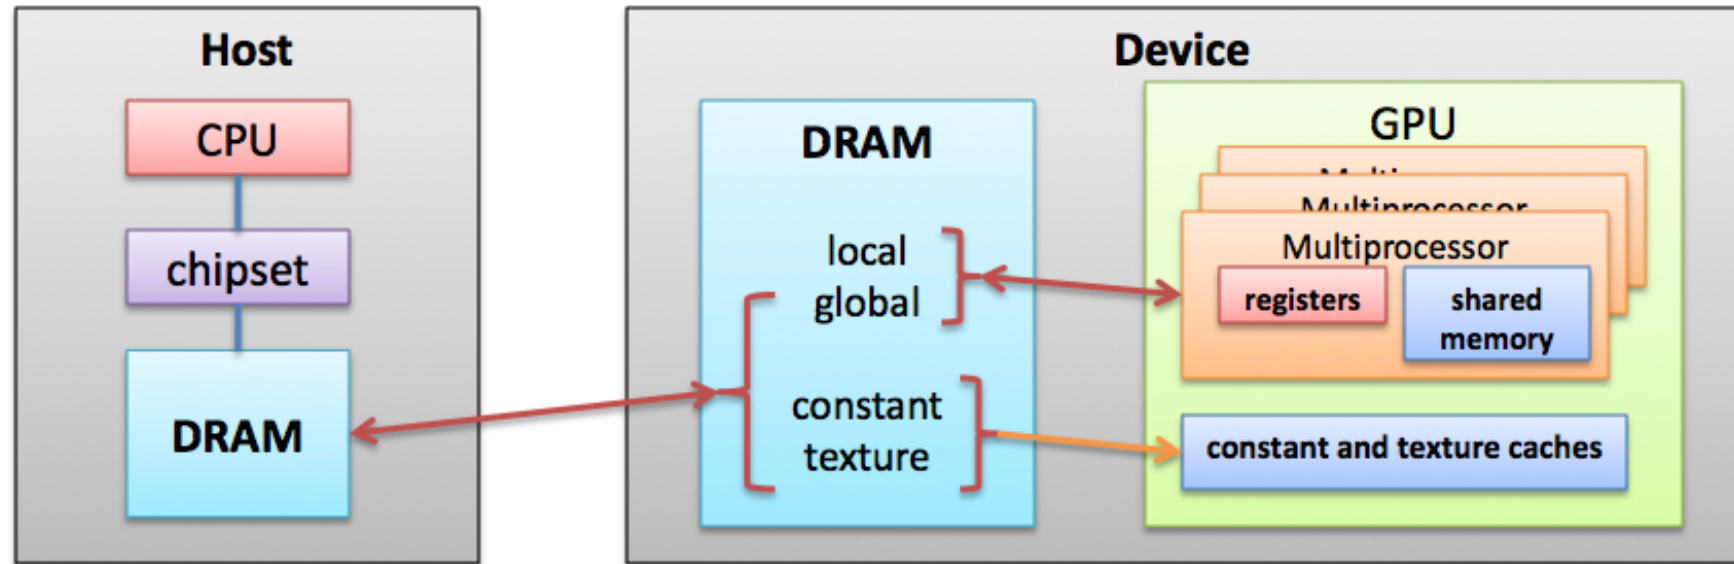 Host
CPU
chipset
DRAM
Device
DRAM
local
global
constant
texture
GPU
Multiprocessor
Multiprocessor
registers
shared
memory
constant and texture caches